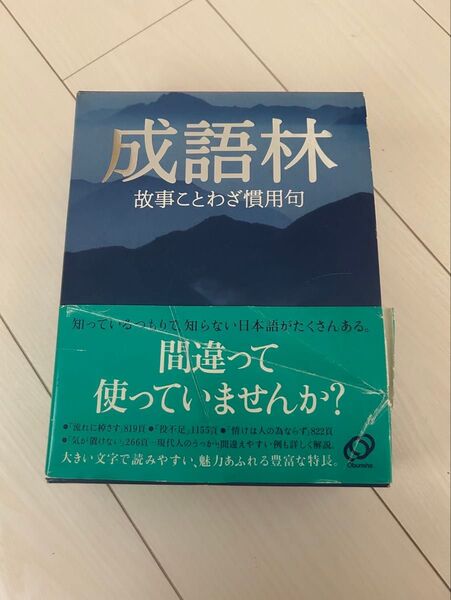 成語林
故事ことわざ慣用句
知っているつもりで、知らない日本語がたくさんある。
間違って
使っていませんか?
●「流れに棹さす」819頁●「役不足」1155頁●「情けは人の為ならず」822頁
●「気が置けない」266頁…現代人のうっかり間違えやすい例も詳しく解説。
大きい文字で読みやすい、魅力あふれる豊富な特長。
Obunsha